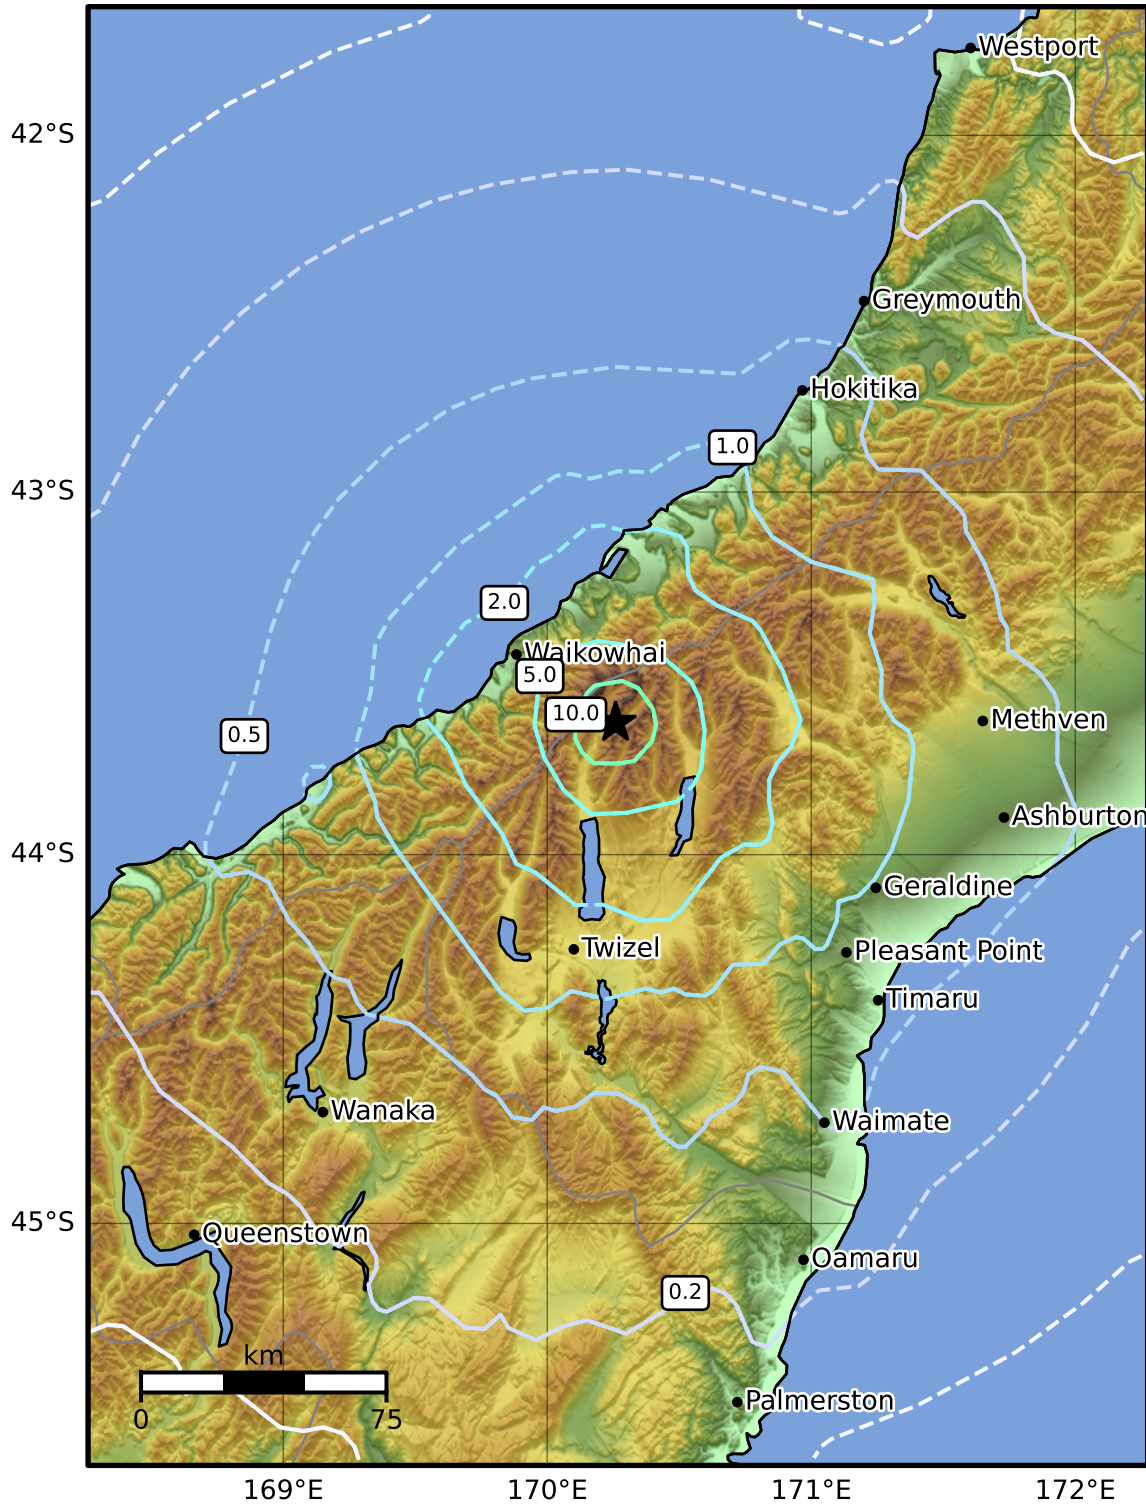 Westport
42°S
Greymouth
Hokitika
1.0
43°S
2.0
Waikowhai
5.0
10.0
0.5
Methven
Ashburton
44°S
Geraldine
Twizel
Pleasant Point
Timaru
Wanaka
Waimate
45°S
Queenstown
Oamaru
0.2
km
0 75
Palmerston
169°E 170°E 171°E 172°E